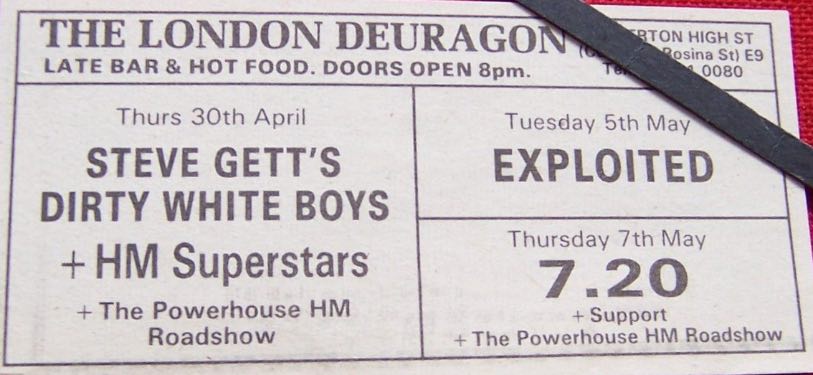 THE LONDON DEURAGON
HIGH ST
Rosina St) E9
LATE BAR & HOT FOOD. DOORS OPEN 8pm.
0080
Thurs 30th April
STEVE GETT'S
DIRTY WHITE BOYS
+ HM Superstars
+ The Powerhouse HM
Roadshow
Tuesday 5th May
EXPLOITED
Thursday 7th May
7.20
+ Support
+ The Powerhouse HM Roadshow